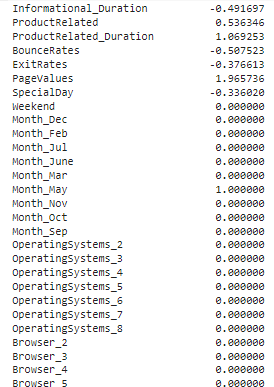 Informational_Duration -0.491697
ProductRelated 0.536346
ProductRelated_Duration 1.069253
BounceRates -0.507523
ExitRates -0.376613
PageValues 1.965736
SpecialDay -0.336020
Weekend 0.000000
Month_Dec 0.000000
Month_Feb 0.000000
Month_Jul 0.000000
Month_June 0.000000
Month_Mar 0.000000
Month_May 1.000000
Month_Nov 0.000000
Month_Oct 0.000000
Month_Sep 0.000000
OperatingSystems_2 0.000000
OperatingSystems_3 0.000000
OperatingSystems_4 0.000000
OperatingSystems_5 0.000000
OperatingSystems_6 0.000000
OperatingSystems_7 0.000000
OperatingSystems_8 0.000000
Browser_2 0.000000
Browser_3 0.000000
Browser_4 0.000000
Browser_5 0.000000